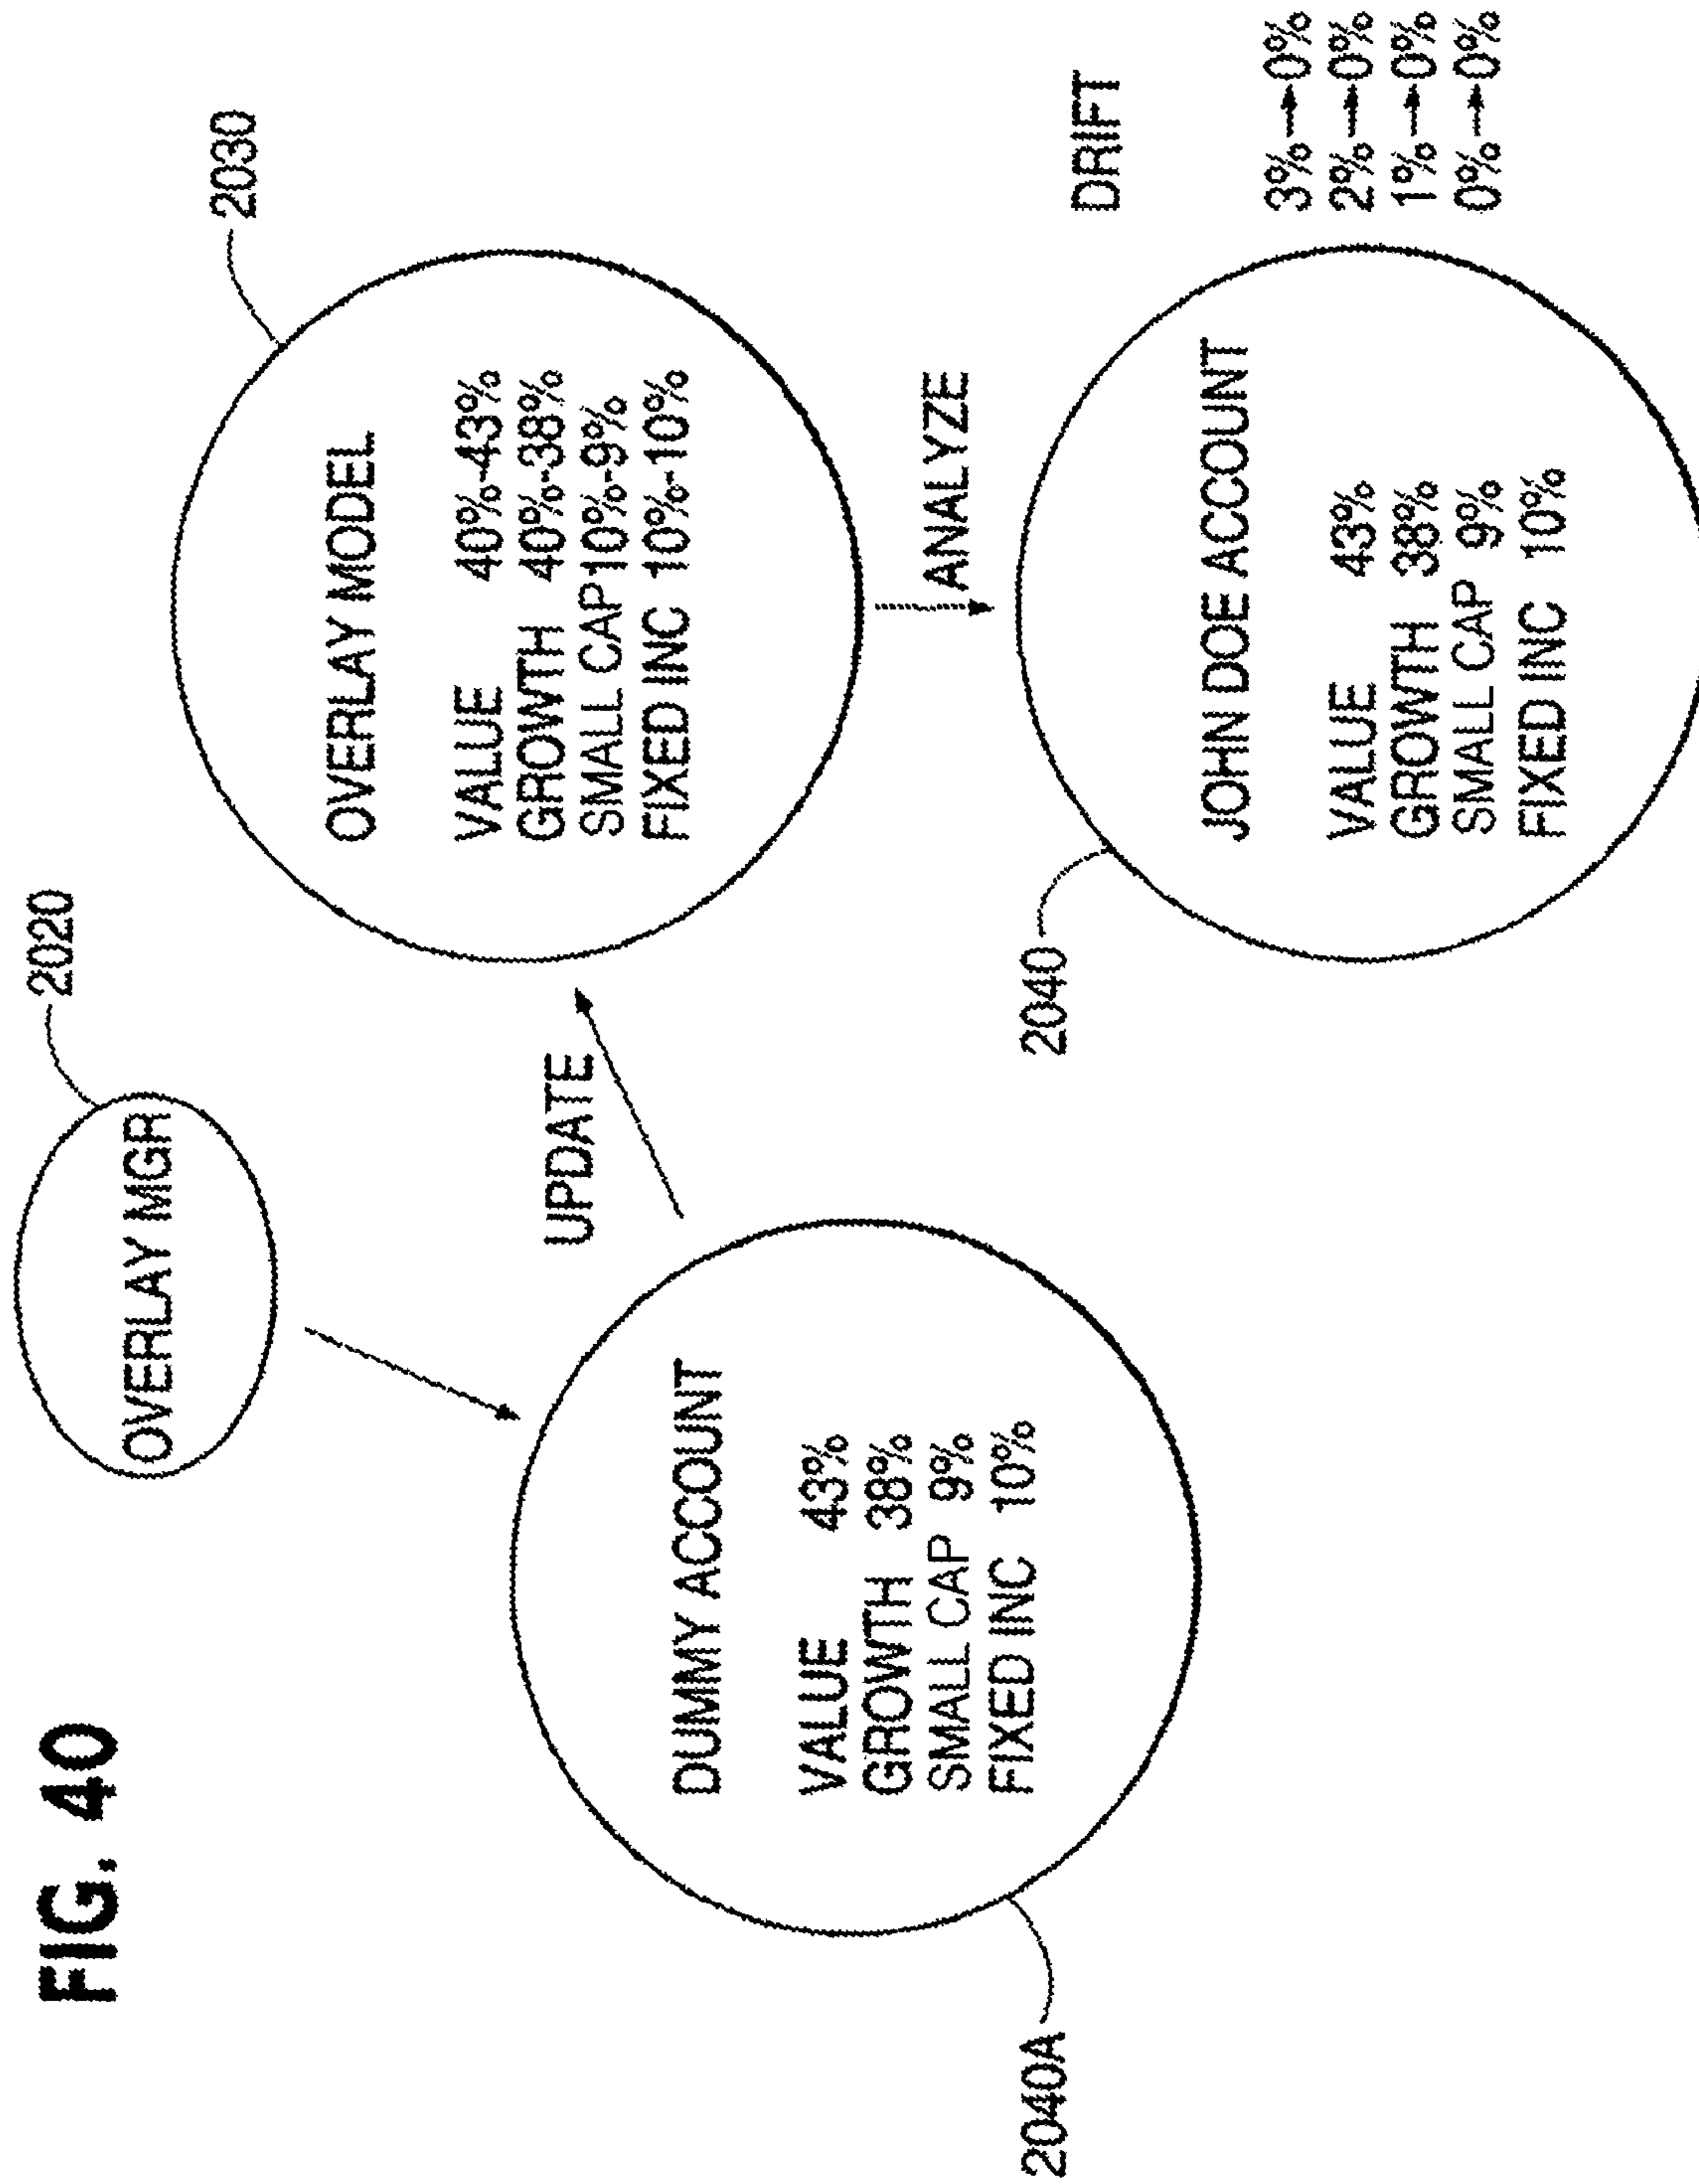 FIG. 40
OVERLAY MGR
2020
2030
OVERLAY MODEL
VALUE 40%-43%
GROWTH 40%-38%
SMALL CAP10%-9%
FIXED INC 10%-10%
UPDATE
DUMMY ACCOUNT
VALUE 43%
GROWTH 38%
SMALL CAP 9%
FIXED INC 10%
2040A
ANALYZE
2040
JOHN DOE ACCOUNT
VALUE 43%
GROWTH 38%
SMALL CAP 9%
FIXED INC 10%
DRIFT
3%→0%
2%→0%
1%→0%
0%→0%